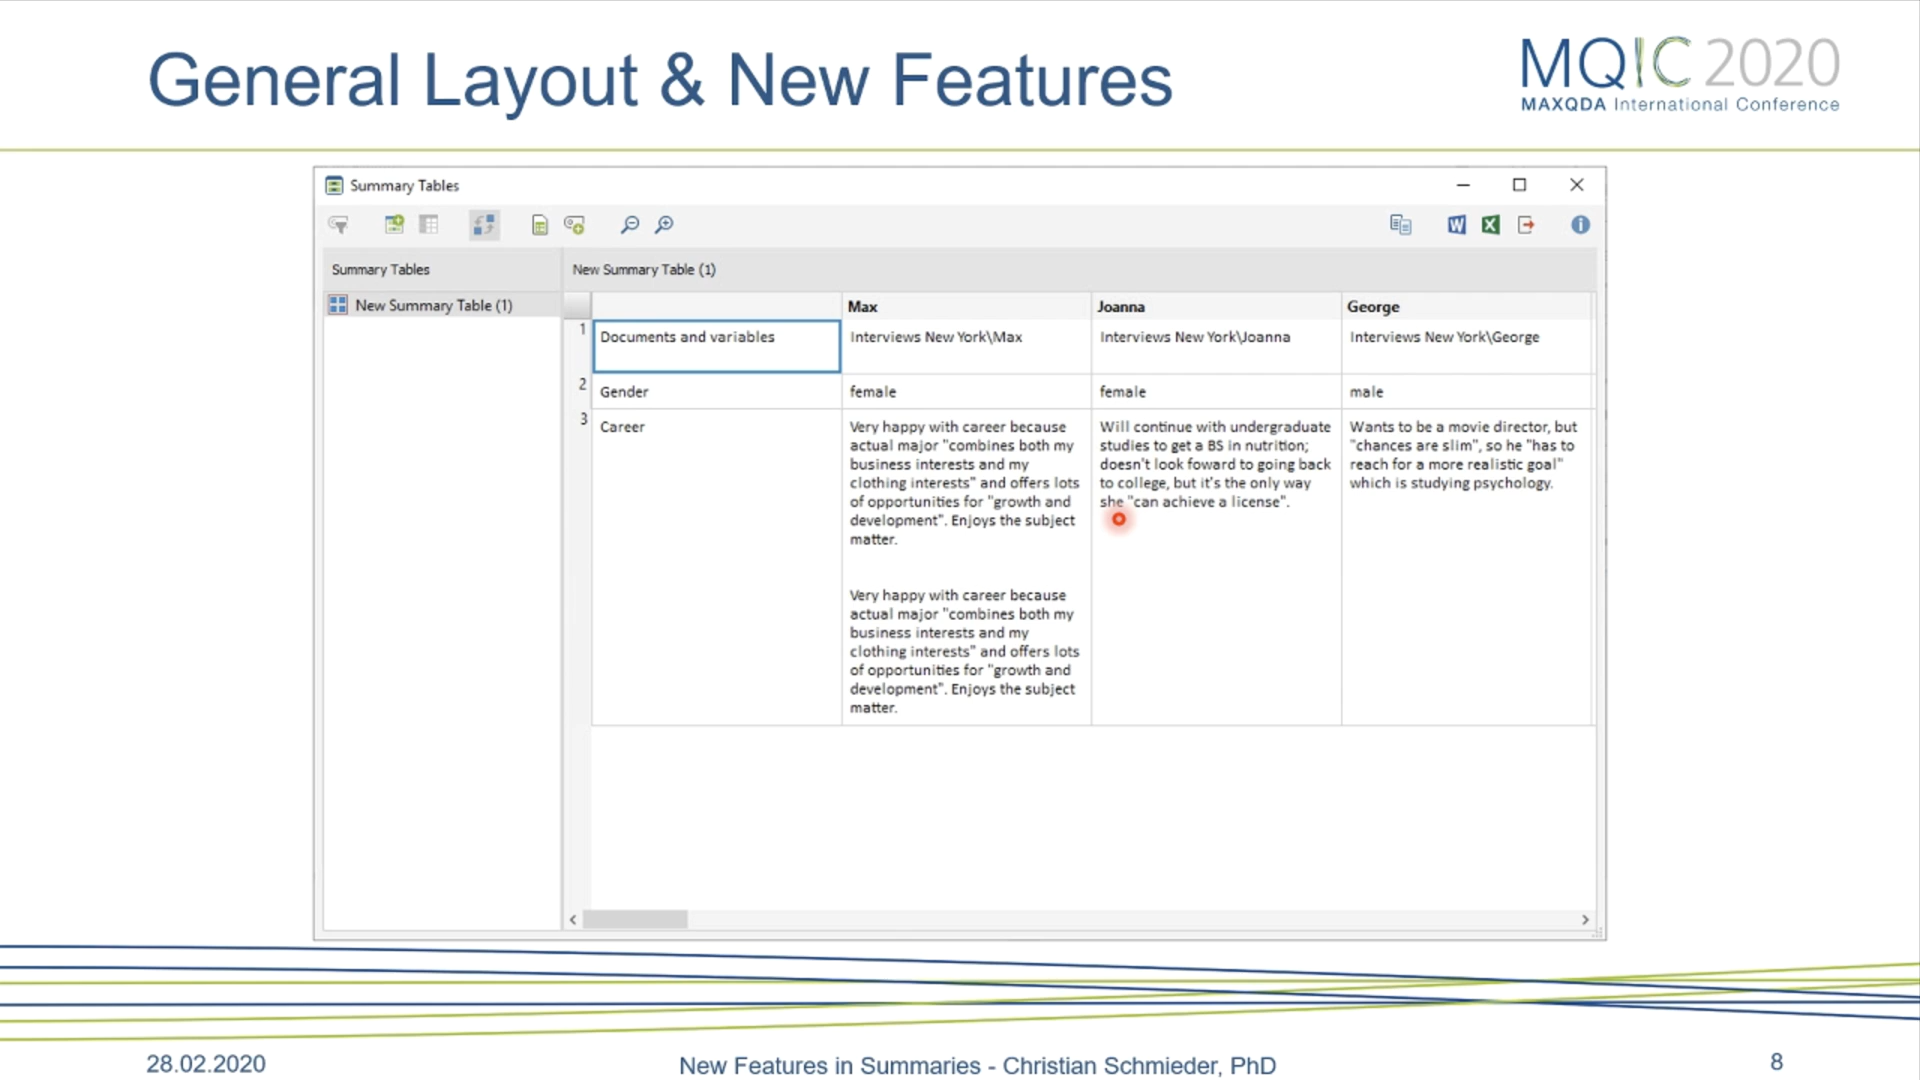 General Layout & New Features
MQIC 2020
MAXQDA International Conference
Summary Tables
Summary Tables
New Summary Table (1)
New Summary Table (1)
Max
Joanna
George
1
Documents and variables
Interviews New York\Max
Interviews New York\Joanna
Interviews New York\George
2
Gender
female
female
male
3
Career
Very happy with career because
actual major "combines both my
business interests and my
clothing interests" and offers lots
of opportunities for "growth and
development". Enjoys the subject
matter.
Very happy with career because
actual major "combines both my
business interests and my
clothing interests" and offers lots
of opportunities for "growth and
development". Enjoys the subject
matter.
Will continue with undergraduate
studies to get a BS in nutrition;
doesn't look foward to going back
to college, but it's the only way
she "can achieve a license".
Wants to be a movie director, but
"chances are slim", so he "has to
reach for a more realistic goal"
which is studying psychology.
28.02.2020
New Features in Summaries - Christian Schmieder, PhD
8